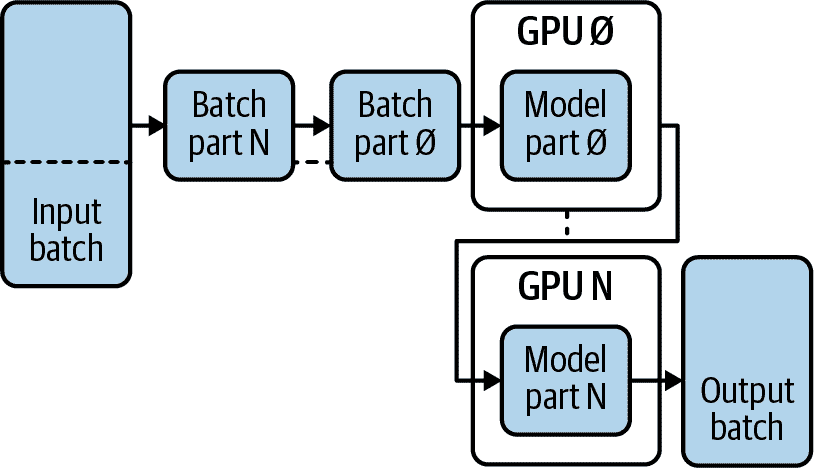 GPU Ø
Batch
part N
Batch
part Ø
Model
part Ø
Input
batch
GPU N
Model
part N
Output
batch